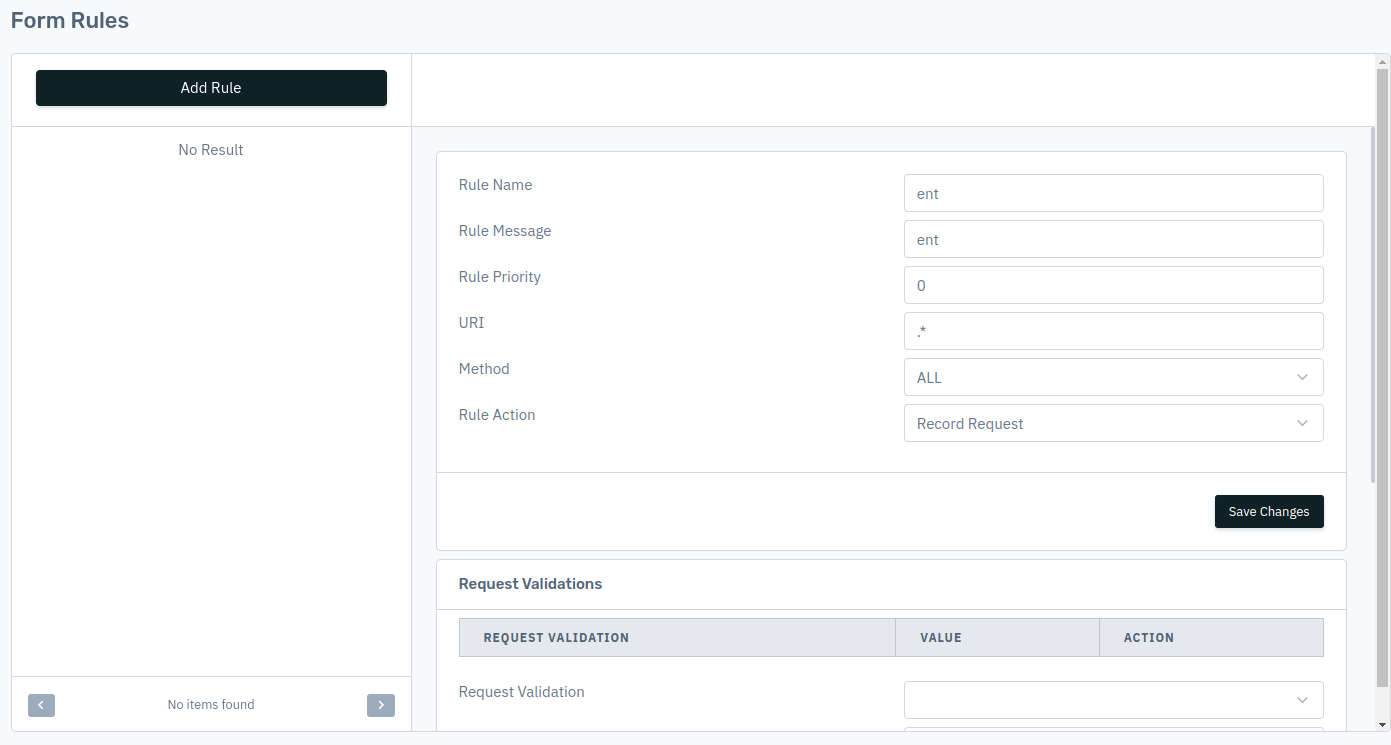 Form Rules
Add Rule
No Result
No items found
Rule Name
ent
Rule Message
ent
Rule Priority
0
URI
.*
Method
ALL
Rule Action
Record Request
Save Changes
Request Validations
REQUEST VALIDATION VALUE ACTION
Request Validation